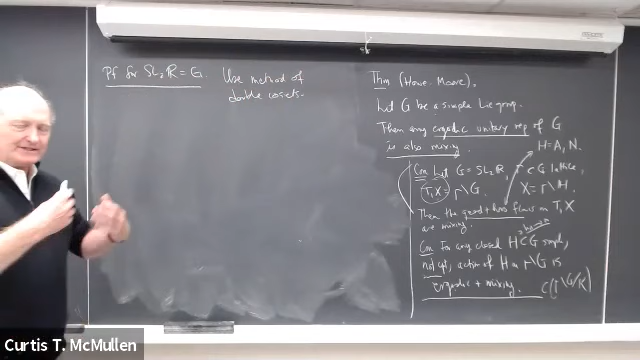 Pf for SL₂ℝ = G.
Use method of
double cosets.
Thm (Howe-Moore).
Let G be a simple Lie group.
Then any ergodic unitary rep of G
is also mixing.
H = A, N.
Cor Let G = SL₂ℝ, Γ ⊂ G lattice,
T₁X = Γ\G. X = Γ\ℍ.
Then the geod + horo flows on T₁X
are mixing.
Cor For any closed H ⊂ G
not cpt, action of H on Γ\G is
ergodic + mixing.
Curtis T. McMullen